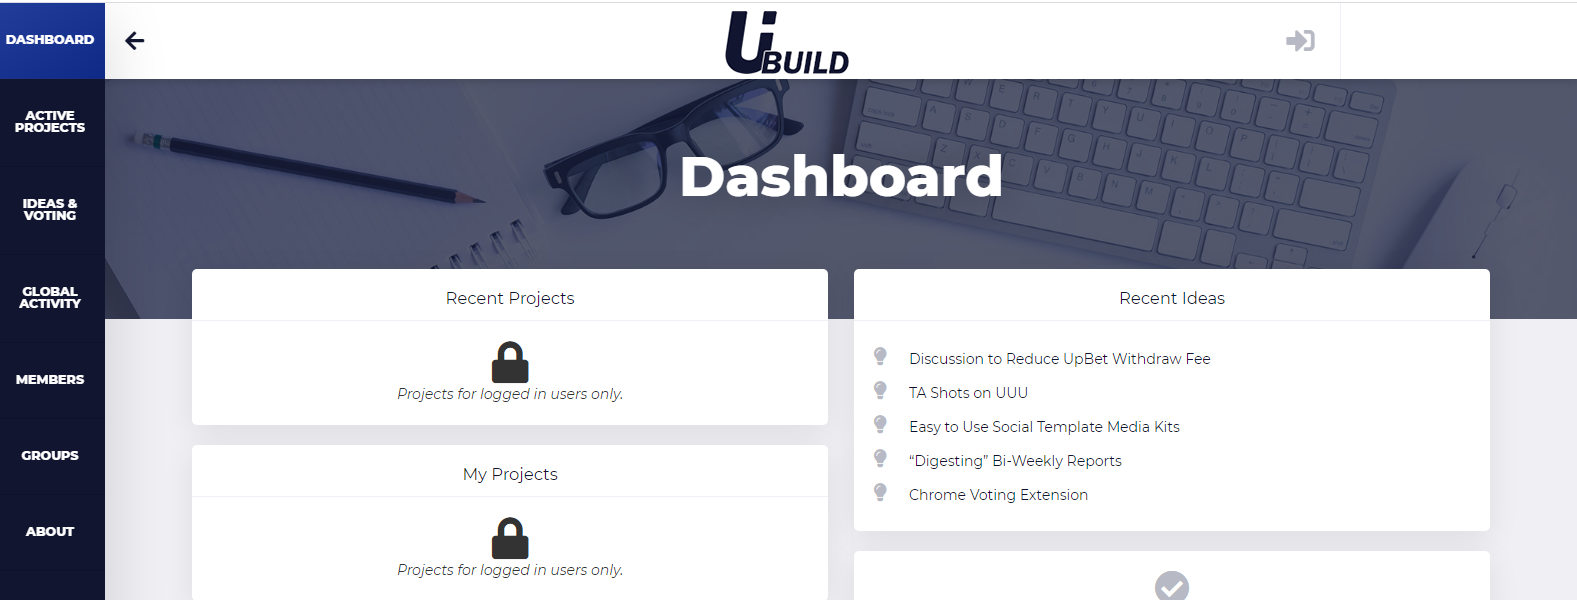 DASHBOARD
ACTIVE
PROJECTS
IDEAS &
VOTING
GLOBAL
ACTIVITY
MEMBERS
GROUPS
ABOUT
Ui BUILD
Dashboard
Recent Projects
Projects for logged in users only.
My Projects
Projects for logged in users only.
Recent Ideas
Discussion to Reduce UpBet Withdraw Fee
TA Shots on UUU
Easy to Use Social Template Media Kits
“Digesting” Bi-Weekly Reports
Chrome Voting Extension